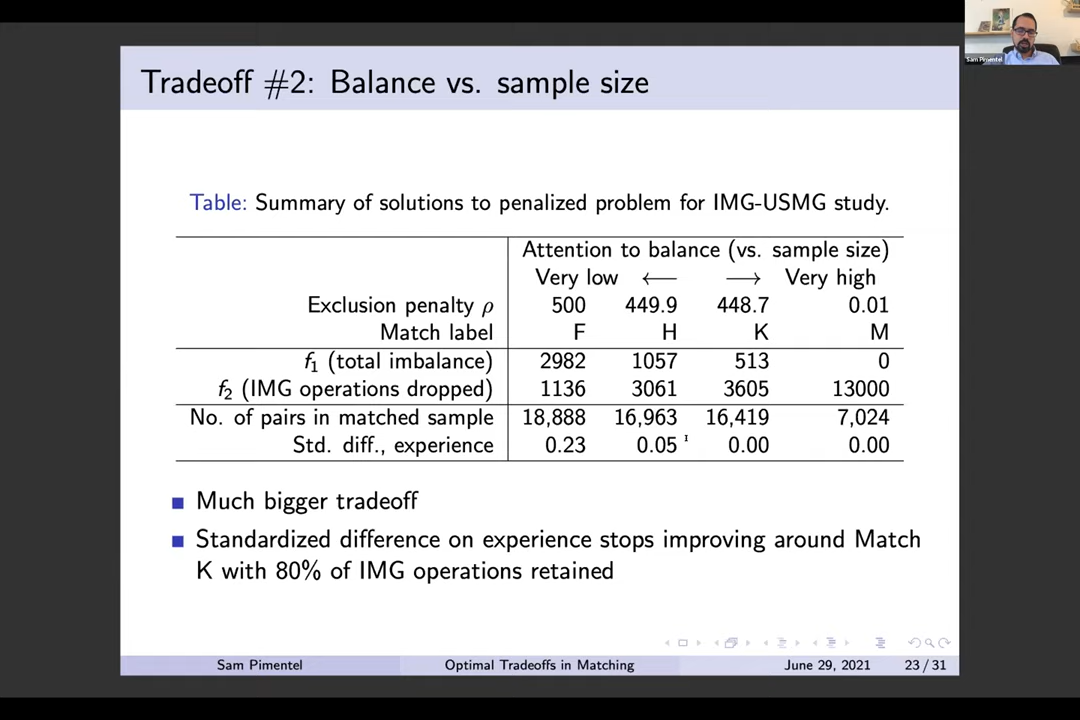 Tradeoff #2: Balance vs. sample size
Sam Pimentel
Table: Summary of solutions to penalized problem for IMG-USMG study.
Attention to balance (vs. sample size)
Very low ← → Very high
Exclusion penalty ρ 500 449.9 448.7 0.01
Match label F H K M
f1 (total imbalance) 2982 1057 513 0
f2 (IMG operations dropped) 1136 3061 3605 13000
No. of pairs in matched sample 18,888 16,963 16,419 7,024
Std. diff., experience 0.23 0.05 0.00 0.00
Much bigger tradeoff
Standardized difference on experience stops improving around Match
K with 80% of IMG operations retained
Sam Pimentel Optimal Tradeoffs in Matching June 29, 2021 23 / 31